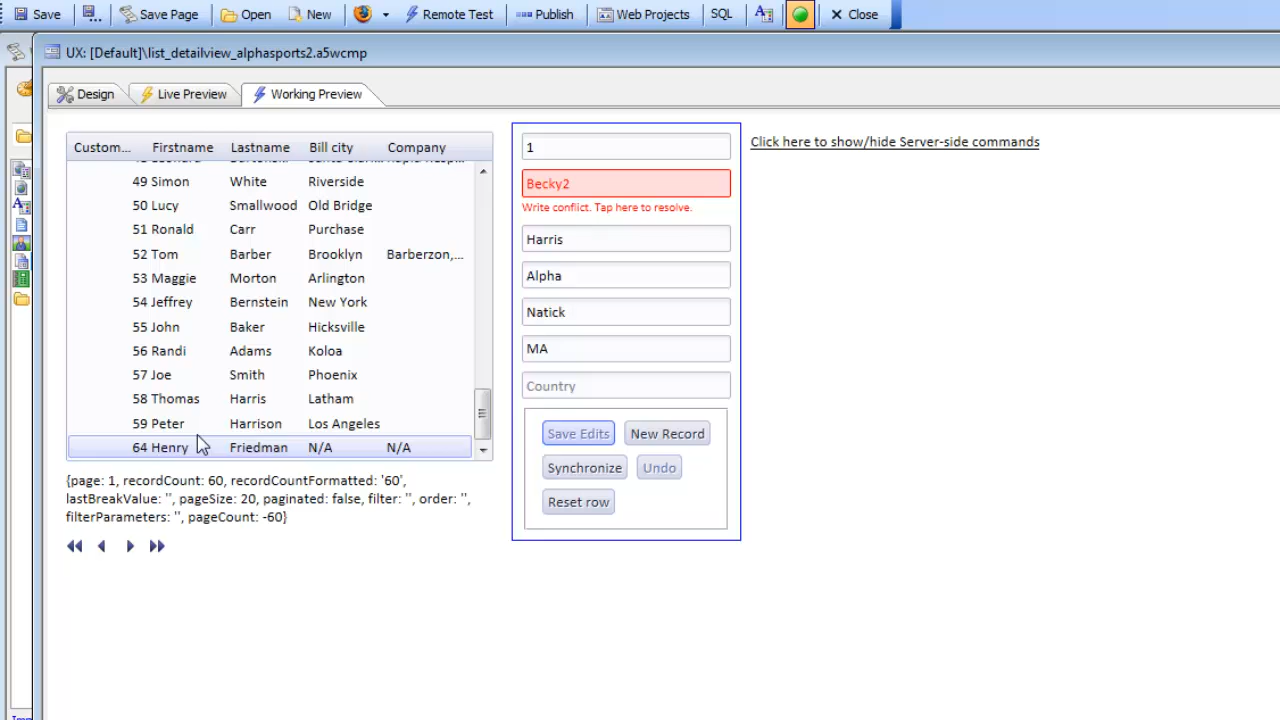 Save Save Page Open New Remote Test Publish Web Projects SQL Close
UX: [Default]\list_detailview_alphasports2.a5wcmp
Design Live Preview Working Preview
Custom... Firstname Lastname Bill city Company
49 Simon White Riverside
50 Lucy Smallwood Old Bridge
51 Ronald Carr Purchase
52 Tom Barber Brooklyn Barberzon,...
53 Maggie Morton Arlington
54 Jeffrey Bernstein New York
55 John Baker Hicksville
56 Randi Adams Koloa
57 Joe Smith Phoenix
58 Thomas Harris Latham
59 Peter Harrison Los Angeles
64 Henry Friedman N/A N/A
{page: 1, recordCount: 60, recordCountFormatted: '60',
lastBreakValue: '', pageSize: 20, paginated: false, filter: '', order: '',
filterParameters: '', pageCount: -60}
1
Becky2
Write conflict. Tap here to resolve.
Harris
Alpha
Natick
MA
Country
Save Edits New Record
Synchronize Undo
Reset row
Click here to show/hide Server-side commands